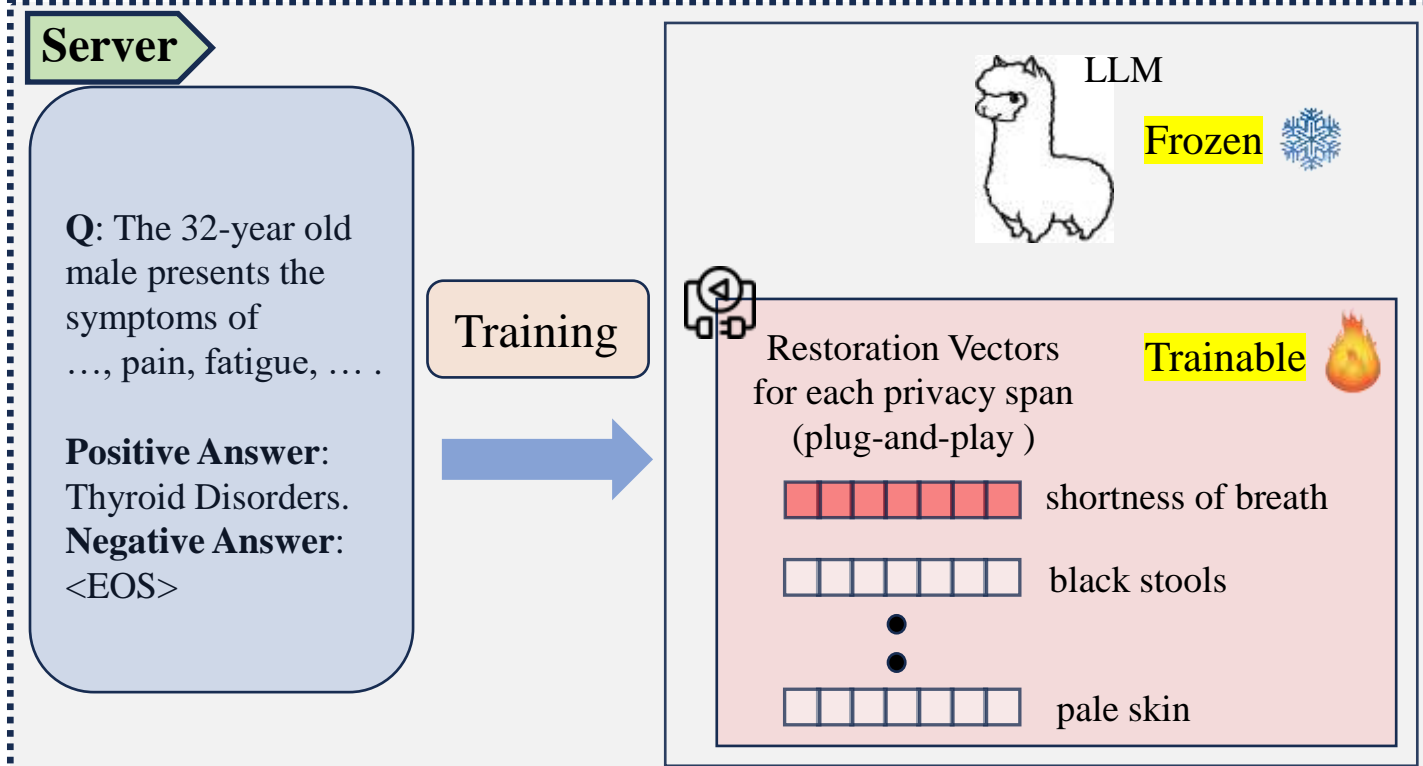 Server
Q: The 32-year old
male presents the
symptoms of
…, pain, fatigue, … .
Positive Answer:
Thyroid Disorders.
Negative Answer:
<EOS>
Training
LLM
Frozen
Restoration Vectors
for each privacy span
(plug-and-play )
Trainable
shortness of breath
black stools
pale skin